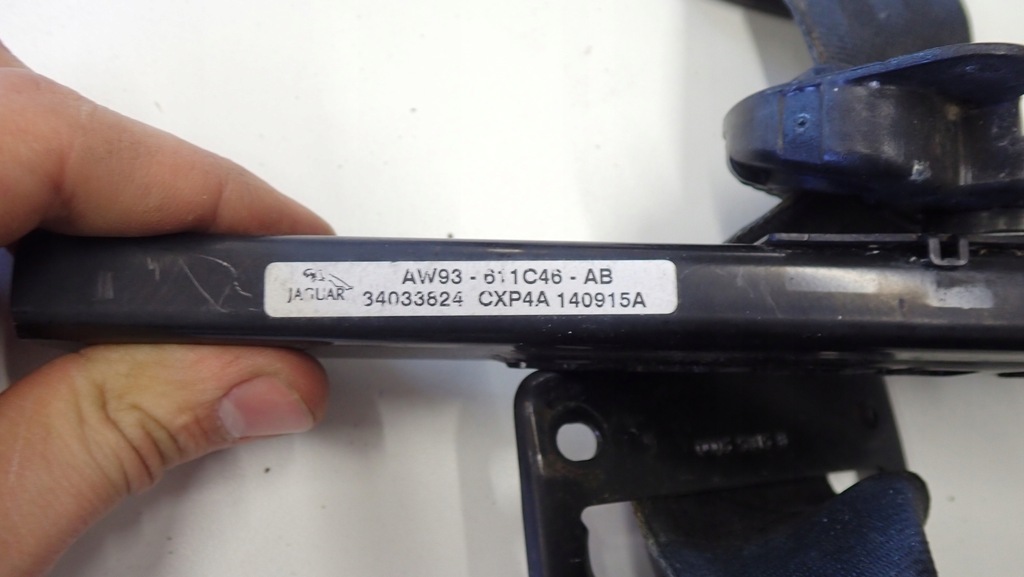 JAGUAR
AW93 - 611C46 - AB
34033824 CXP4A 140915A